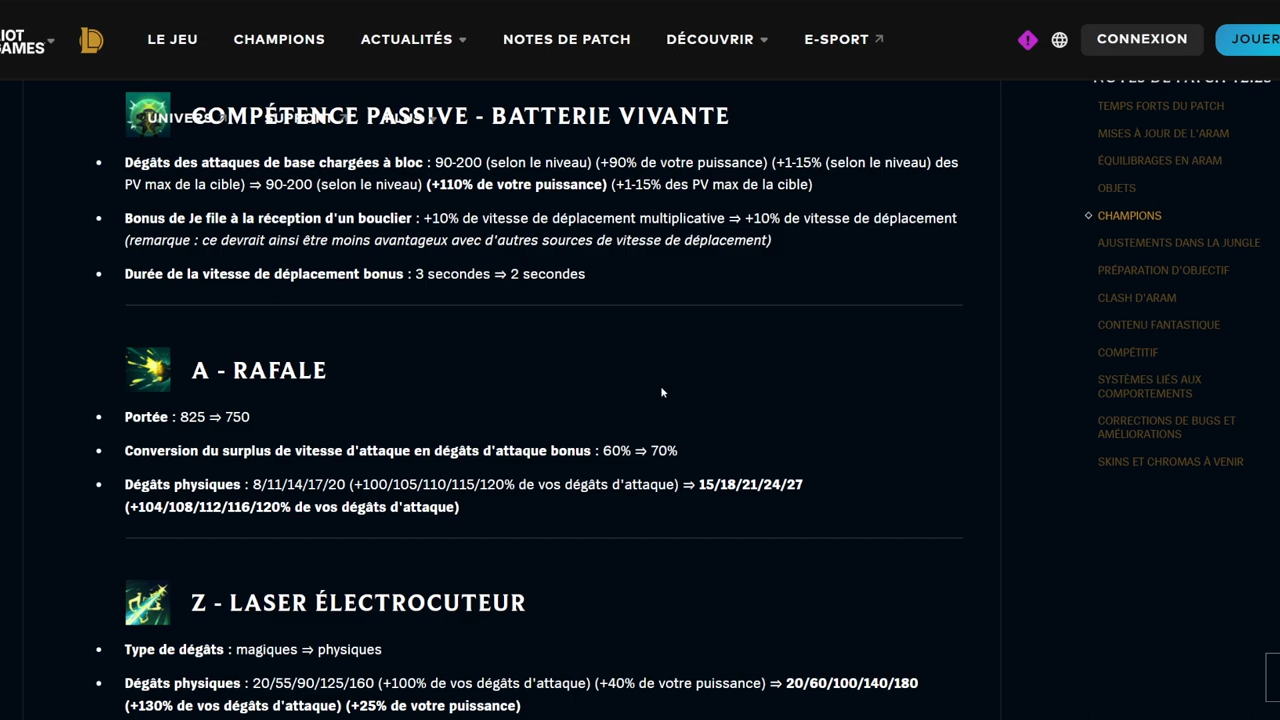 RIOT
GAMES
LE JEU
CHAMPIONS
ACTUALITÉS
NOTES DE PATCH
DÉCOUVRIR
E-SPORT
CONNEXION
JOUER
UNIVERS
SUPPORT
PLUS
COMPÉTENCE PASSIVE - BATTERIE VIVANTE
Dégâts des attaques de base chargées à bloc : 90-200 (selon le niveau) (+90% de votre puissance) (+1-15% (selon le niveau) des
PV max de la cible) ⇒ 90-200 (selon le niveau) (+110% de votre puissance) (+1-15% des PV max de la cible)
Bonus de Je file à la réception d'un bouclier : +10% de vitesse de déplacement multiplicative ⇒ +10% de vitesse de déplacement
(remarque : ce devrait ainsi être moins avantageux avec d'autres sources de vitesse de déplacement)
Durée de la vitesse de déplacement bonus : 3 secondes ⇒ 2 secondes
A - RAFALE
Portée : 825 ⇒ 750
Conversion du surplus de vitesse d'attaque en dégâts d'attaque bonus : 60% ⇒ 70%
Dégâts physiques : 8/11/14/17/20 (+100/105/110/115/120% de vos dégâts d'attaque) ⇒ 15/18/21/24/27
(+104/108/112/116/120% de vos dégâts d'attaque)
Z - LASER ÉLECTROCUTEUR
Type de dégâts : magiques ⇒ physiques
Dégâts physiques : 20/55/90/125/160 (+100% de vos dégâts d'attaque) (+40% de votre puissance) ⇒ 20/60/100/140/180
(+130% de vos dégâts d'attaque) (+25% de votre puissance)
NOTES DE PATCH 12.23
TEMPS FORTS DU PATCH
MISES À JOUR DE L'ARAM
ÉQUILIBRAGES EN ARAM
OBJETS
CHAMPIONS
AJUSTEMENTS DANS LA JUNGLE
PRÉPARATION D'OBJECTIF
CLASH D'ARAM
CONTENU FANTASTIQUE
COMPÉTITIF
SYSTÈMES LIÉS AUX
COMPORTEMENTS
CORRECTIONS DE BUGS ET
AMÉLIORATIONS
SKINS ET CHROMAS À VENIR